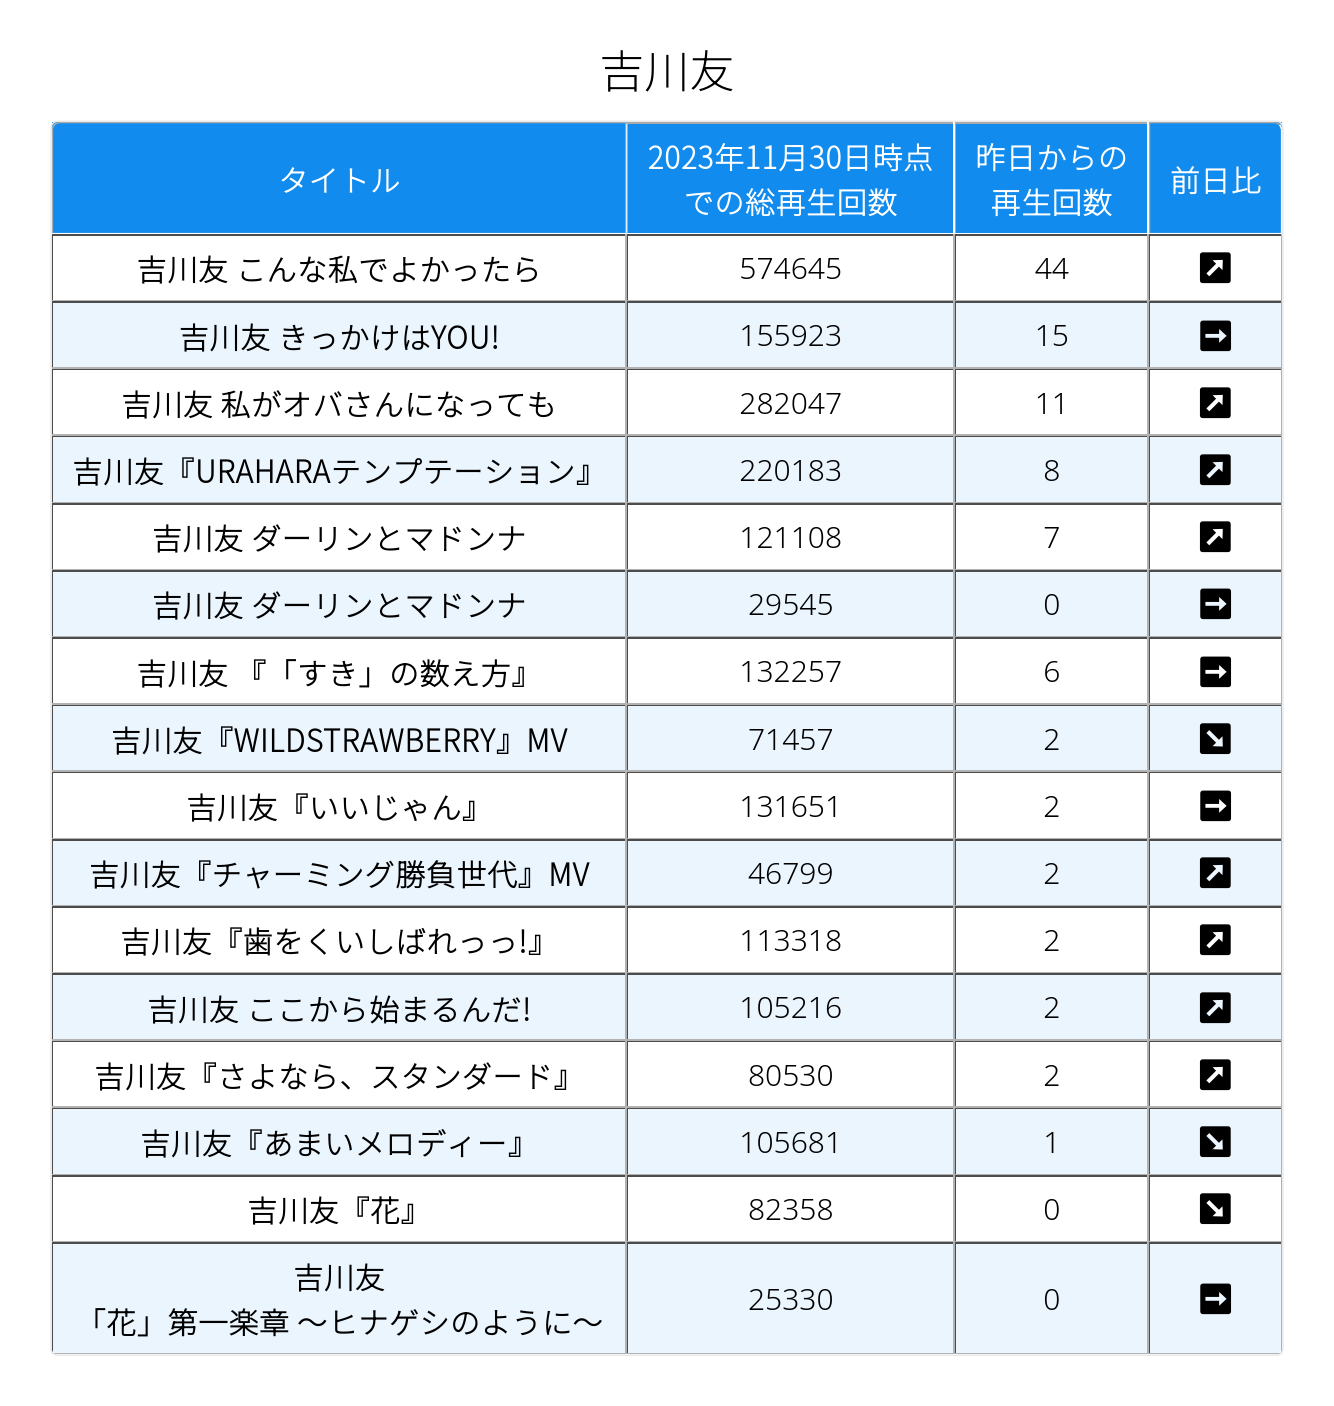 吉川友
タイトル
2023年11月30日時点
での総再生回数
昨日からの
再生回数
前日比
吉川友 こんな私でよかったら 574645 44 ↗
吉川友 きっかけはYOU! 155923 15 →
吉川友 私がオバさんになっても 282047 11 ↗
吉川友『URAHARAテンプテーション』 220183 8 ↗
吉川友 ダーリンとマドンナ 121108 7 ↗
吉川友 ダーリンとマドンナ 29545 0 →
吉川友 『「すき」の数え方』 132257 6 →
吉川友『WILDSTRAWBERRY』MV 71457 2 ↘
吉川友『いいじゃん』 131651 2 →
吉川友『チャーミング勝負世代』MV 46799 2 ↗
吉川友『歯をくいしばれっっ!』 113318 2 ↗
吉川友 ここから始まるんだ! 105216 2 ↗
吉川友『さよなら、スタンダード』 80530 2 ↗
吉川友『あまいメロディー』 105681 1 ↘
吉川友『花』 82358 0 ↘
吉川友
「花」第一楽章 〜ヒナゲシのように〜 25330 0 →